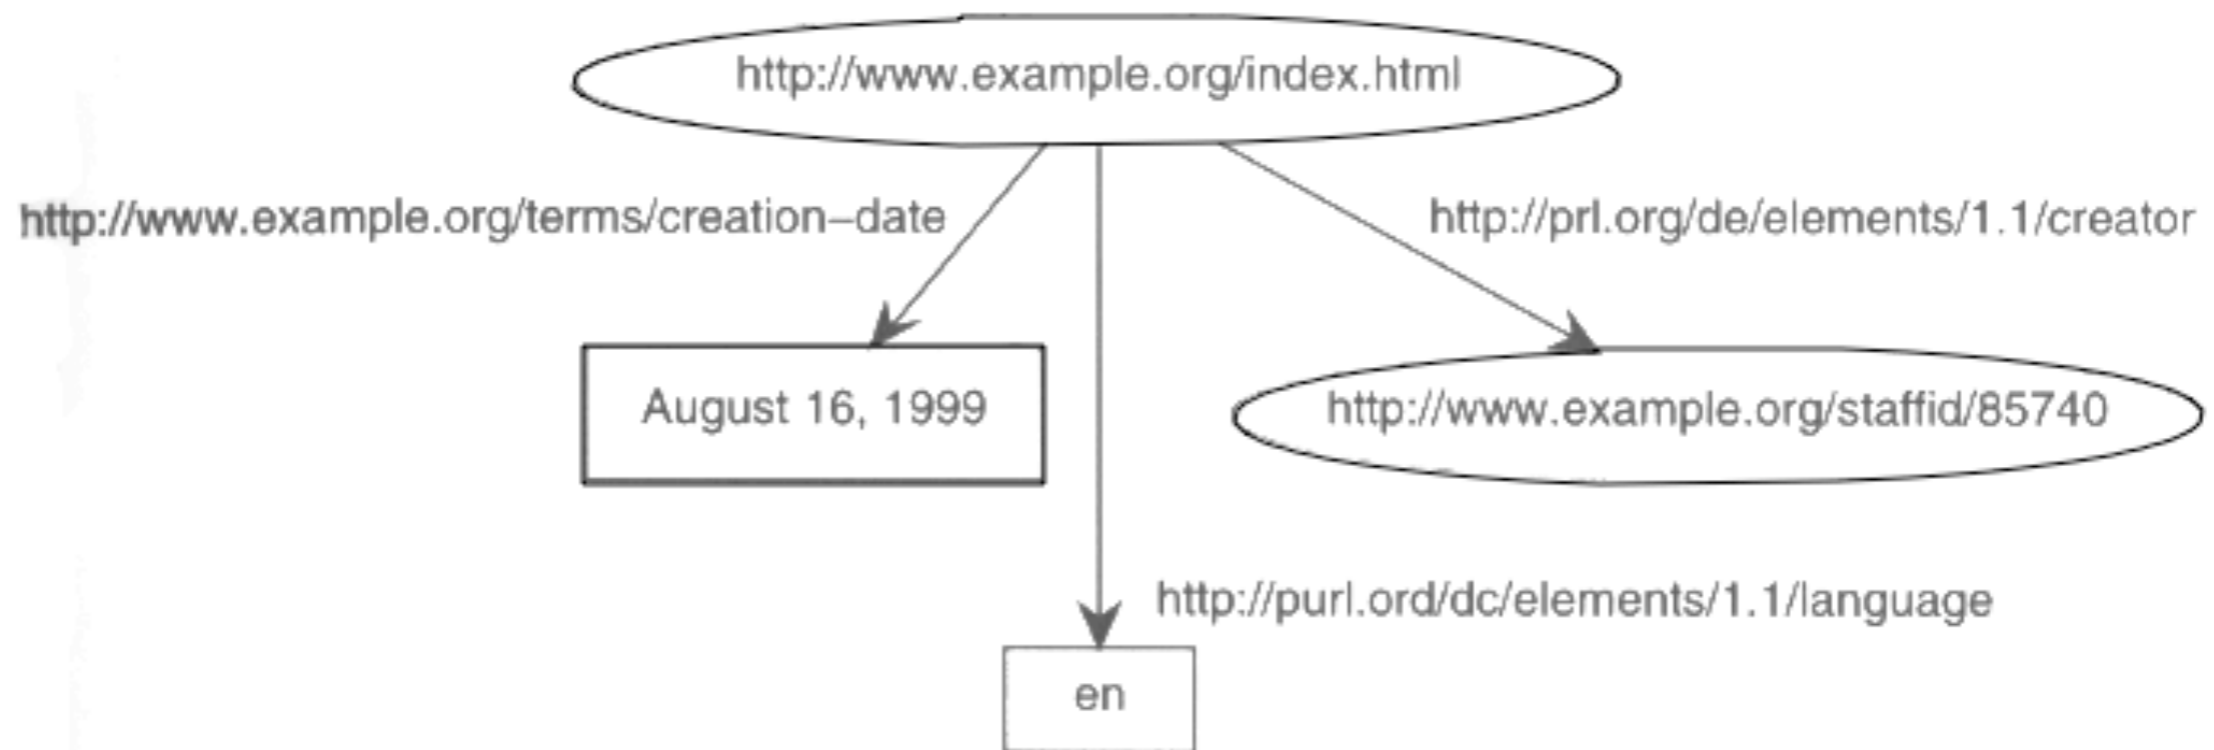 http://www.example.org/index.html
http://www.example.org/terms/creation–date
http://prl.org/de/elements/1.1/creator
August 16, 1999
http://www.example.org/staffid/85740
http://purl.ord/dc/elements/1.1/language
en